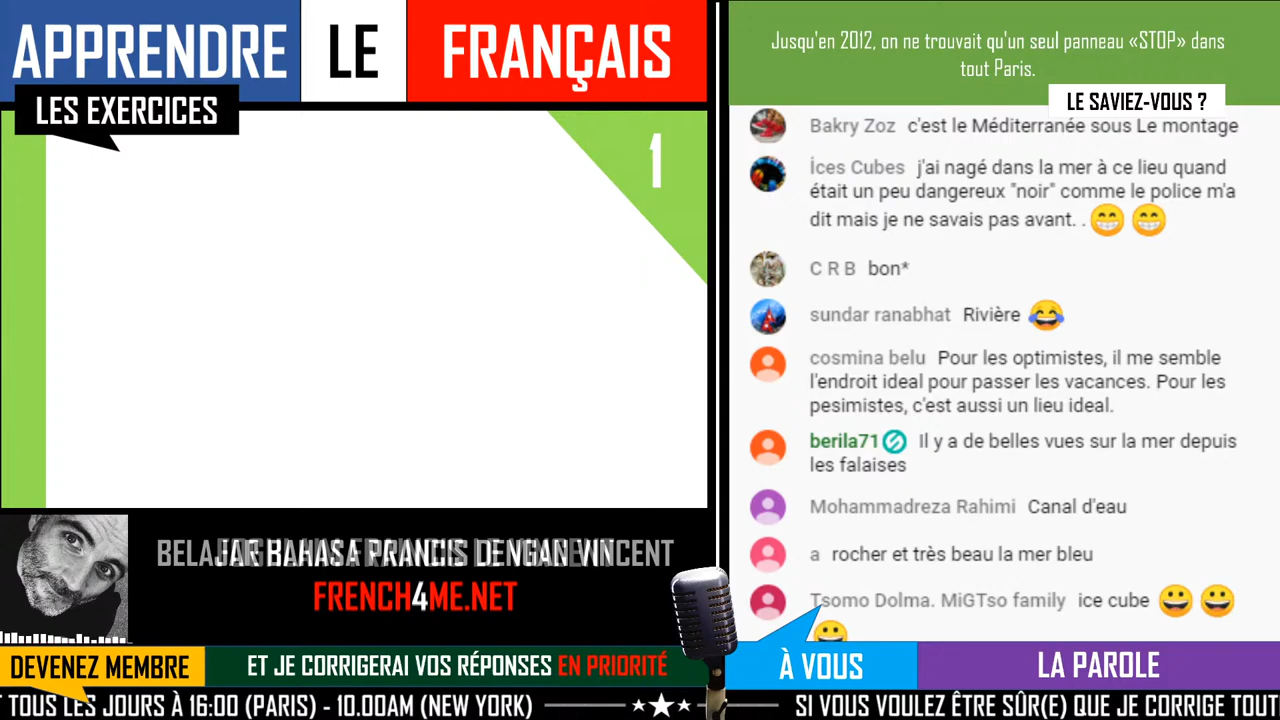 APPRENDRE LE FRANÇAIS
LES EXERCICES
1
Jusqu'en 2012, on ne trouvait qu'un seul panneau «STOP» dans
tout Paris.
LE SAVIEZ-VOUS ?
Bakry Zoz c'est le Méditerranée sous Le montage
İces Cubes j'ai nagé dans la mer à ce lieu quand
était un peu dangereux "noir" comme le police m'a
dit mais je ne savais pas avant. . 😁 😁
C R B bon*
sundar ranabhat Rivière 😂
cosmina belu Pour les optimistes, il me semble
l'endroit ideal pour passer les vacances. Pour les
pesimistes, c'est aussi un lieu ideal.
berila71 Il y a de belles vues sur la mer depuis
les falaises
Mohammadreza Rahimi Canal d'eau
a rocher et très beau la mer bleu
Tsomo Dolma. MiGTso family ice cube 😀 😀
😀
BELAJAR BAHASA PRANCIS DENGAN VINCENT
FRENCH4ME.NET
DEVENEZ MEMBRE
ET JE CORRIGERAI VOS RÉPONSES EN PRIORITÉ
À VOUS
LA PAROLE
T TOUS LES JOURS À 16:00 (PARIS) - 10.00AM (NEW YORK)
SI VOUS VOULEZ ÊTRE SÛR(E) QUE JE CORRIGE TOUT